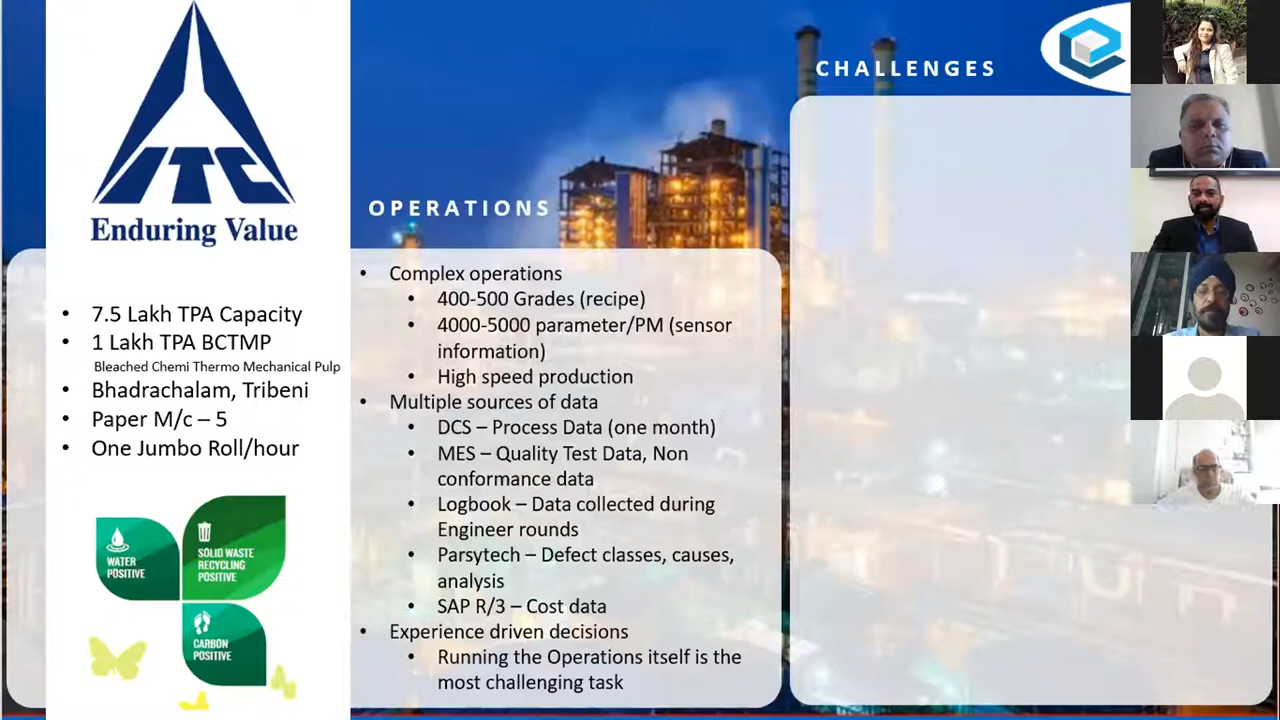 ITC
Enduring Value
• 7.5 Lakh TPA Capacity
• 1 Lakh TPA BCTMP
Bleached Chemi Thermo Mechanical Pulp
• Bhadrachalam, Tribeni
• Paper M/c – 5
• One Jumbo Roll/hour
WATER
POSITIVE
SOLID WASTE
RECYCLING
POSITIVE
CARBON
POSITIVE
OPERATIONS
• Complex operations
• 400-500 Grades (recipe)
• 4000-5000 parameter/PM (sensor
information)
• High speed production
• Multiple sources of data
• DCS – Process Data (one month)
• MES – Quality Test Data, Non
conformance data
• Logbook – Data collected during
Engineer rounds
• Parsytech – Defect classes, causes,
analysis
• SAP R/3 – Cost data
• Experience driven decisions
• Running the Operations itself is the
most challenging task
CHALLENGES